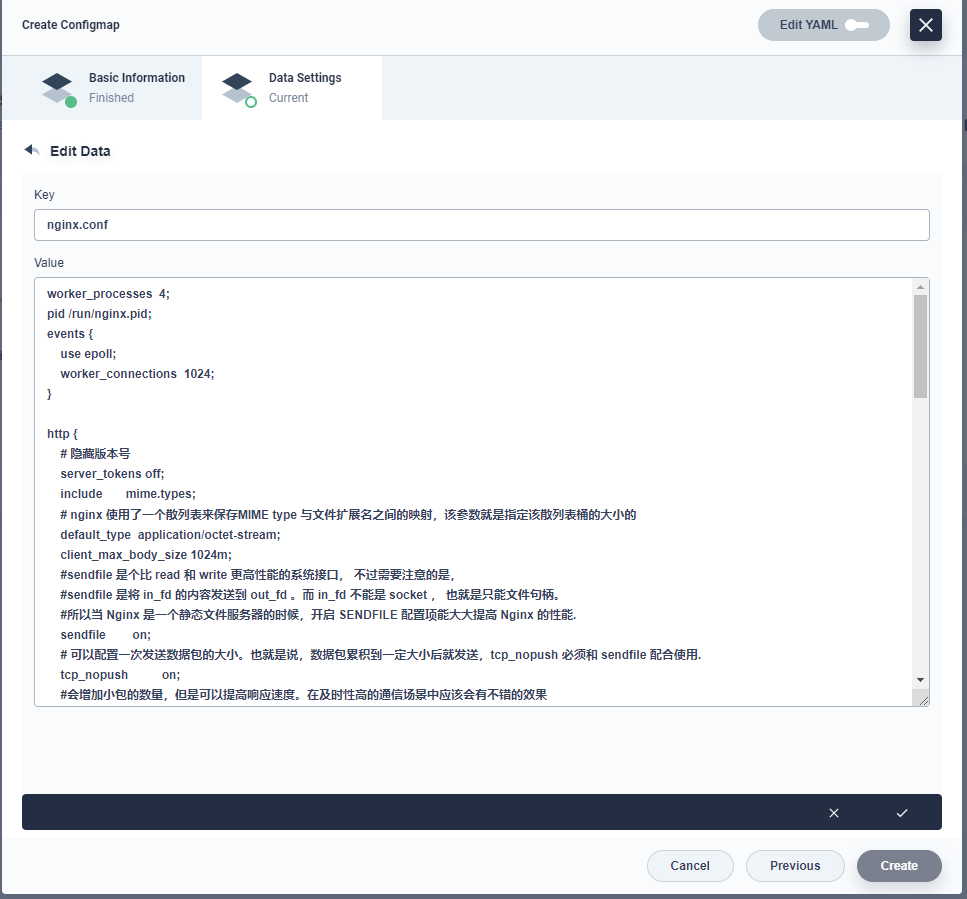 Create Configmap
Edit YAML
Basic Information
Finished
Data Settings
Current
Edit Data
Key
nginx.conf
Value
worker_processes  4;
pid /run/nginx.pid;
events {
    use epoll;
    worker_connections  1024;
}
http {
    # 隐藏版本号
    server_tokens off;
    include       mime.types;
    # nginx 使用了一个散列表来保存MIME type 与文件扩展名之间的映射，该参数就是指定该散列表桶的大小的
    default_type  application/octet-stream;
    client_max_body_size 1024m;
    #sendfile 是个比 read 和 write 更高性能的系统接口， 不过需要注意的是，
    #sendfile 是将 in_fd 的内容发送到 out_fd 。而 in_fd 不能是 socket ， 也就是只能文件句柄。
    #所以当 Nginx 是一个静态文件服务器的时候，开启 SENDFILE 配置项能大大提高 Nginx 的性能.
    sendfile        on;
    # 可以配置一次发送数据包的大小。也就是说，数据包累积到一定大小后就发送，tcp_nopush 必须和 sendfile 配合使用.
    tcp_nopush          on;
    #会增加小包的数量，但是可以提高响应速度。在及时性高的通信场景中应该会有不错的效果
Cancel
Previous
Create